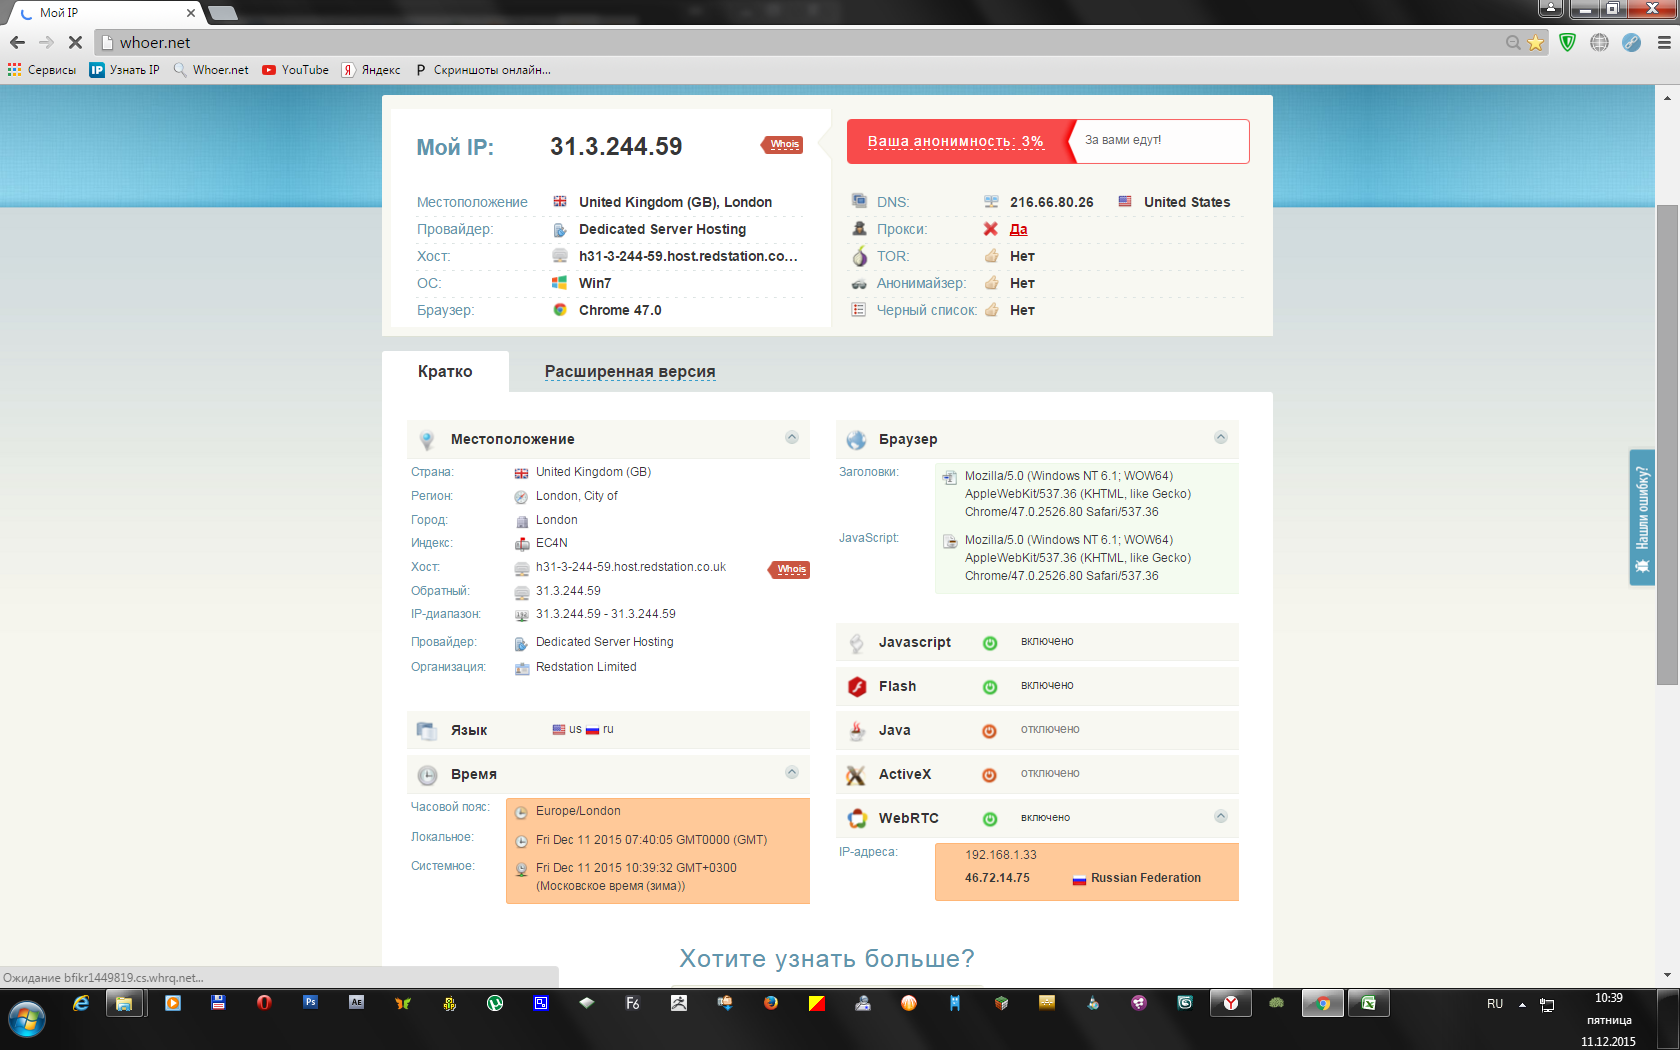 Мой IP
whoer.net
Сервисы
Узнать IP
Whoer.net
YouTube
Яндекс
Скриншоты онлайн...
Мой IP:
31.3.244.59
Whois
Местоположение
United Kingdom (GB), London
Провайдер:
Dedicated Server Hosting
Хост:
h31-3-244-59.host.redstation.co...
ОС:
Win7
Браузер:
Chrome 47.0
Ваша анонимность: 3%
За вами едут!
DNS:
216.66.80.26
United States
Прокси:
Да
TOR:
Нет
Анонимайзер:
Нет
Черный список:
Нет
Кратко
Расширенная версия
Местоположение
Страна:
United Kingdom (GB)
Регион:
London, City of
Город:
London
Индекс:
EC4N
Хост:
h31-3-244-59.host.redstation.co.uk
Whois
Обратный:
31.3.244.59
IP-диапазон:
31.3.244.59 - 31.3.244.59
Провайдер:
Dedicated Server Hosting
Организация:
Redstation Limited
Язык
us
ru
Время
Часовой пояс:
Europe/London
Локальное:
Fri Dec 11 2015 07:40:05 GMT0000 (GMT)
Системное:
Fri Dec 11 2015 10:39:32 GMT+0300
(Московское время (зима))
Браузер
Заголовки:
Mozilla/5.0 (Windows NT 6.1; WOW64)
AppleWebKit/537.36 (KHTML, like Gecko)
Chrome/47.0.2526.80 Safari/537.36
JavaScript:
Mozilla/5.0 (Windows NT 6.1; WOW64)
AppleWebKit/537.36 (KHTML, like Gecko)
Chrome/47.0.2526.80 Safari/537.36
Javascript
включено
Flash
включено
Java
отключено
ActiveX
отключено
WebRTC
включено
IP-адреса:
192.168.1.33
46.72.14.75
Russian Federation
Нашли ошибку?
Хотите узнать больше?
Ожидание bfikr1449819.cs.whrq.net...
RU
10:39
пятница
11.12.2015